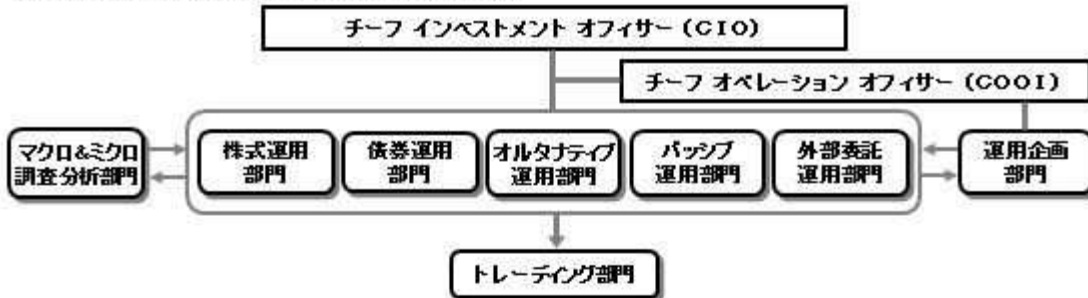 チーフ インベストメント オフィサー (CIO)
チーフ オペレーション オフィサー (COOI)
マクロ&ミクロ
調査分析部門
株式運用
部門
債券運用
部門
オルタナティブ
運用部門
パッシブ
運用部門
外部委託
運用部門
運用企画
部門
トレーディング部門